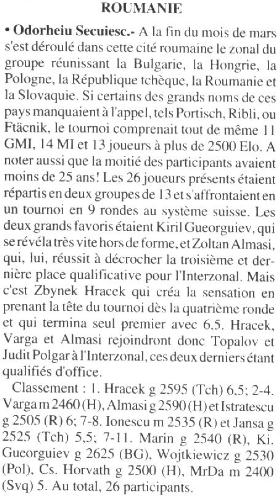 ROUMANIE
• Odorheiu Secuiesc.- A la fin du mois de mars
s'est déroulé dans cette cité roumaine le zonal du
groupe réunissant la Bulgarie, la Hongrie, la
Pologne, la République tchèque, la Roumanie et
la Slovaquie. Si certains des grands noms de ces
pays manquaient à l'appel, tels Portisch, Ribli, ou
Ftácnik, le tournoi comprenait tout de même 11
GMI, 14 MI et 13 joueurs à plus de 2500 Elo. A
noter aussi que la moitié des participants avaient
moins de 25 ans! Les 26 joueurs présents étaient
répartis en deux groupes de 13 et s'affrontaient en
un tournoi en 9 rondes au système suisse. Les
deux grands favoris étaient Kiril Gueorguiev, qui
se révéla très vite hors de forme, et Zoltan Almasi,
qui, lui, réussit à décrocher la troisième et der-
nière place qualificative pour l'Interzonal. Mais
c'est Zbynek Hracek qui créa la sensation en
prenant la tête du tournoi dès la quatrième ronde
et qui termina seul premier avec 6,5. Hracek,
Varga et Almasi rejoindront donc Topalov et
Judit Polgar à l'Interzonal, ces deux derniers étant
qualifiés d'office.
Classement : 1. Hracek g 2595 (Tch) 6,5; 2-4.
Varga m 2460 (H), Almasi g 2590 (H) et Istratescu
g 2505 (R) 6; 7-8. Ionescu m 2535 (R) et Jansa g
2525 (Tch) 5,5; 7-11. Marin g 2540 (R), Ki.
Gueorguiev g 2625 (BG), Wojtkiewicz g 2530
(Pol), Cs. Horvath g 2500 (H), MrDa m 2400
(Svq) 5. Au total, 26 participants.